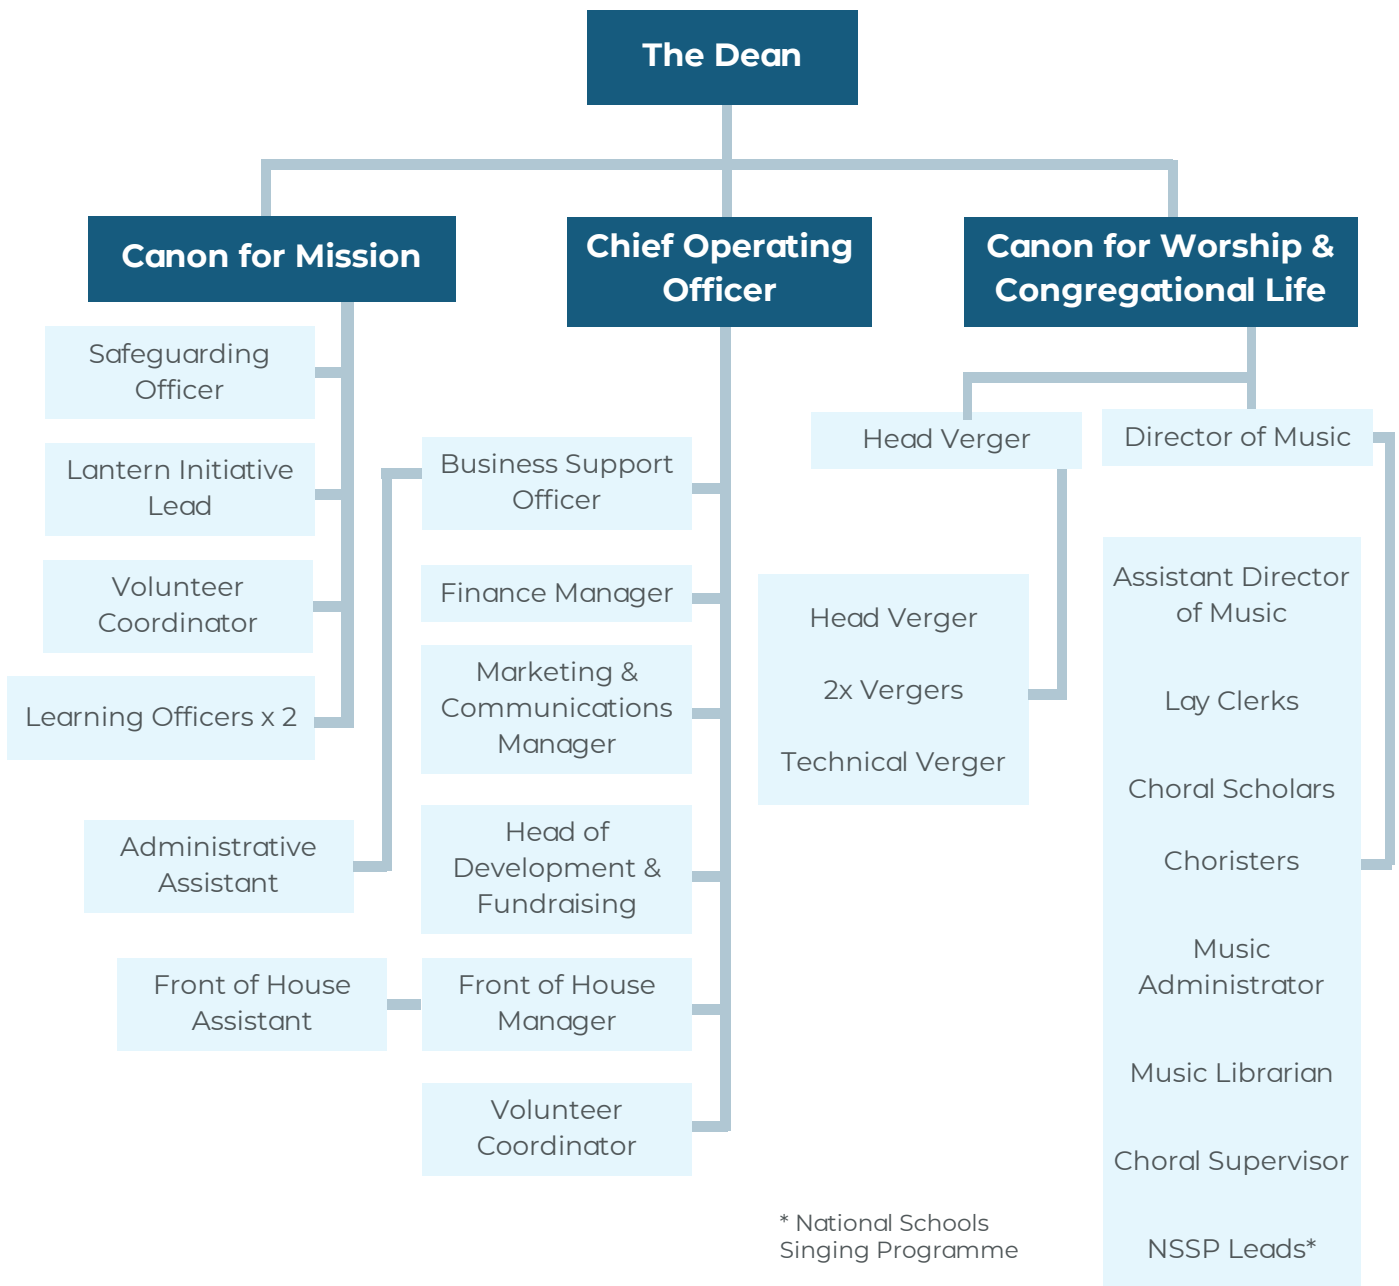 The Dean
Canon for Mission
Chief Operating
Officer
Canon for Worship &
Congregational Life
Safeguarding
Officer
Lantern Initiative
Lead
Volunteer
Coordinator
Learning Officers x 2
Administrative
Assistant
Front of House
Assistant
Business Support
Officer
Finance Manager
Marketing &
Communications
Manager
Head of
Development &
Fundraising
Front of House
Manager
Volunteer
Coordinator
Head Verger
Head Verger
2x Vergers
Technical Verger
Director of Music
Assistant Director
of Music
Lay Clerks
Choral Scholars
Choristers
Music
Administrator
Music Librarian
Choral Supervisor
NSSP Leads*
* National Schools
Singing Programme